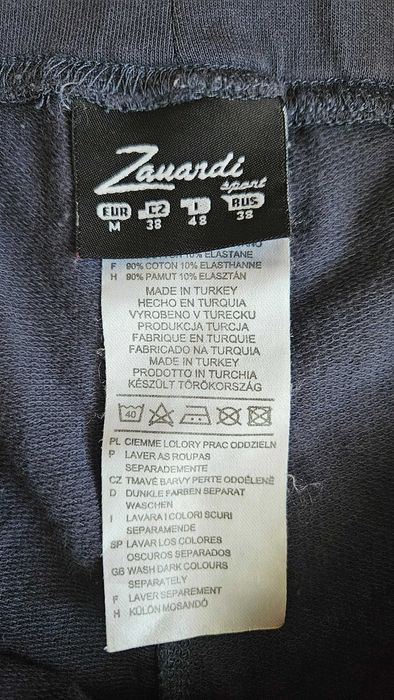 Zauardi
sport
EUR CZ I RUS
M 38 48 38
10% ELASTANE
F 90% COTON 10% ELASTHANNE
H 90% PAMUT 10% ELASZTÁN
MADE IN TURKEY
HECHO EN TURQUIA
VYROBENO V TURECKU
PRODUKCJA TURCJA
FABRIQUE EN TURQUIE
FABRICADO NA TURQUIA
MADE IN TURKEY
PRODOTTO IN TURCHIA
KÉSZÜLT TÖRÖKORSZÁG
40
PL CIEMME LOLORY PRAC ODDZIELN
P LAVER AS ROUPAS
SEPARADEMENTE
CZ TMAVÉ BARVY PERTE ODDĚLENĚ
D DUNKLE FARBEN SEPARAT
WASCHEN
I LAVARA I COLORI SCURI
SEPARAMENDE
SP LAVAR LOS COLORES
OSCUROS SEPARADOS
GB WASH DARK COLOURS
SEPARATELY
F LAVER SEPAREMENT
H KÜLÖN MOSANDÓ